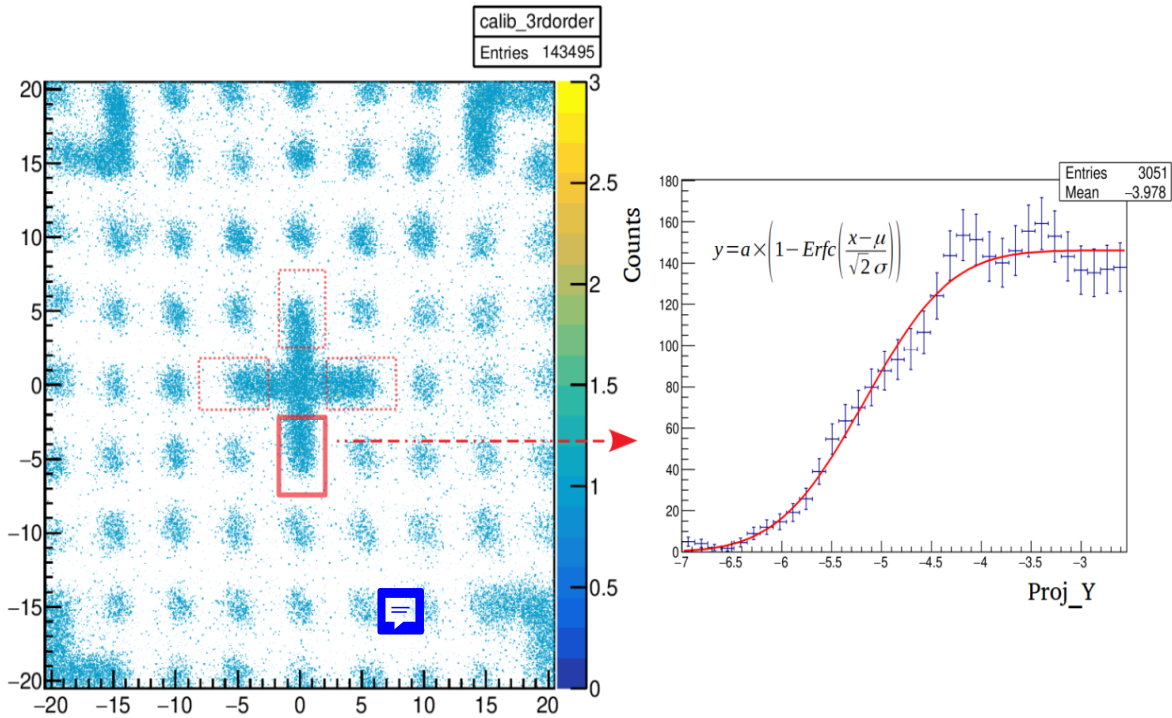 calib_3rdorder
Entries 143495
20
15
10
5
0
−5
−10
−15
−20
−20 −15 −10 −5 0 5 10 15 20
3
2.5
2
1.5
1
0.5
0
Entries 3051
Mean −3.978
Counts
180
160
140
120
100
80
60
40
20
0
y=a×(1−Erfc(x−μ/√2 σ))
−7 −6.5 −6 −5.5 −5 −4.5 −4 −3.5 −3
Proj_Y